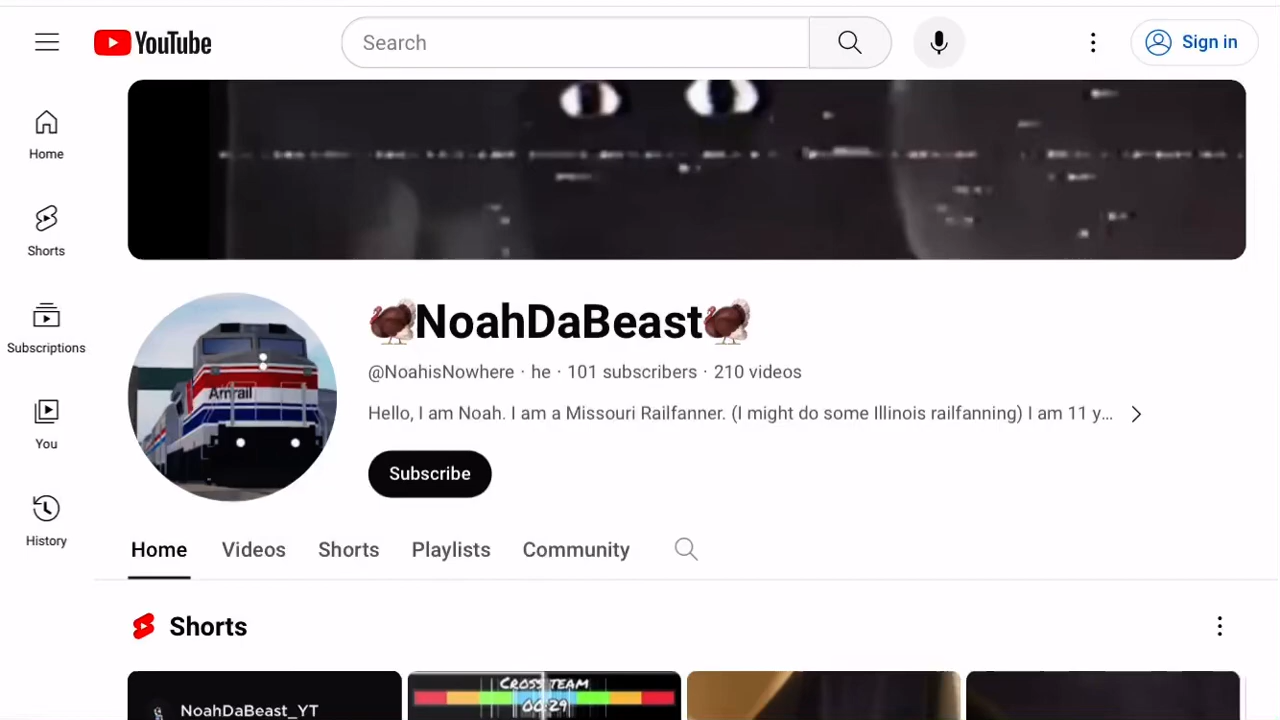 YouTube
Search
Sign in
Home
Shorts
Subscriptions
You
History
🦃NoahDaBeast🦃
@NoahisNowhere · he · 101 subscribers · 210 videos
Hello, I am Noah. I am a Missouri Railfanner. (I might do some Illinois railfanning) I am 11 y...
Subscribe
Home Videos Shorts Playlists Community
Shorts
NoahDaBeast_YT
CROSS TEAM
00:29